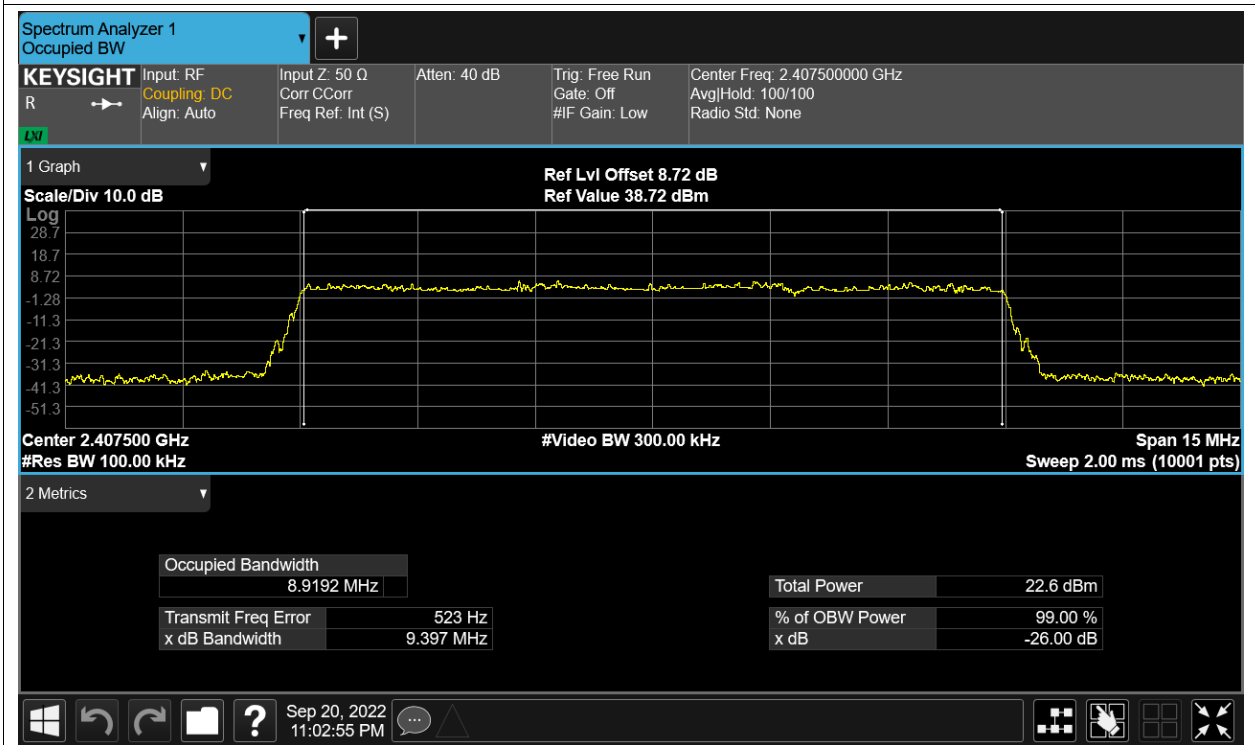 Spectrum Analyzer 1
Occupied BW
KEYSIGHT
R
LXI
Input: RF
Coupling: DC
Align: Auto
Input Z: 50 Ω
Corr CCorr
Freq Ref: Int (S)
Atten: 40 dB
Trig: Free Run
Gate: Off
#IF Gain: Low
Center Freq: 2.407500000 GHz
Avg|Hold: 100/100
Radio Std: None
1 Graph
Scale/Div 10.0 dB
Ref Lvl Offset 8.72 dB
Ref Value 38.72 dBm
Log
28.7
18.7
8.72
-1.28
-11.3
-21.3
-31.3
-41.3
-51.3
Center 2.407500 GHz
#Video BW 300.00 kHz
Span 15 MHz
#Res BW 100.00 kHz
Sweep 2.00 ms (10001 pts)
2 Metrics
Occupied Bandwidth
8.9192 MHz
Total Power 22.6 dBm
Transmit Freq Error 523 Hz
% of OBW Power 99.00 %
x dB Bandwidth 9.397 MHz
x dB -26.00 dB
?
Sep 20, 2022
11:02:55 PM